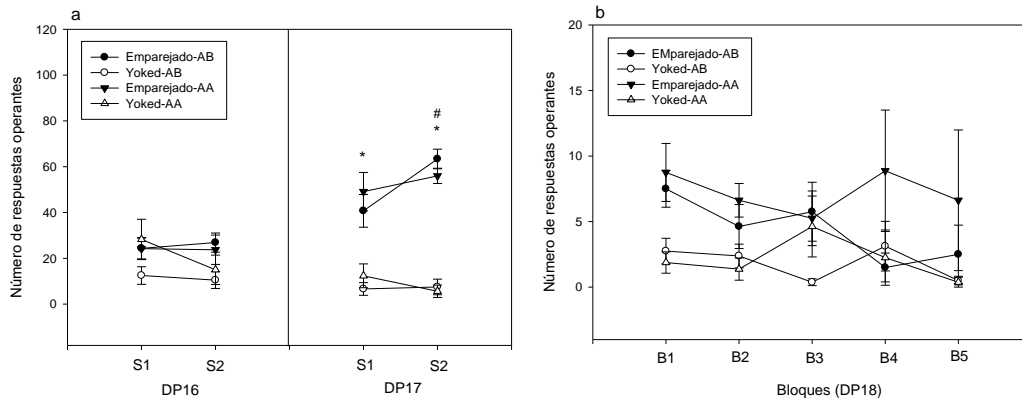 a
Número de respuestas operantes
120
100
80
60
40
20
0
Emparejado-AB
Yoked-AB
Emparejado-AA
Yoked-AA
*
#
*
S1
S2
S1
S2
DP16
DP17
b
Número de respuestas operantes
20
15
10
5
0
EMparejado-AB
Yoked-AB
Emparejado-AA
Yoked-AA
B1
B2
B3
B4
B5
Bloques (DP18)